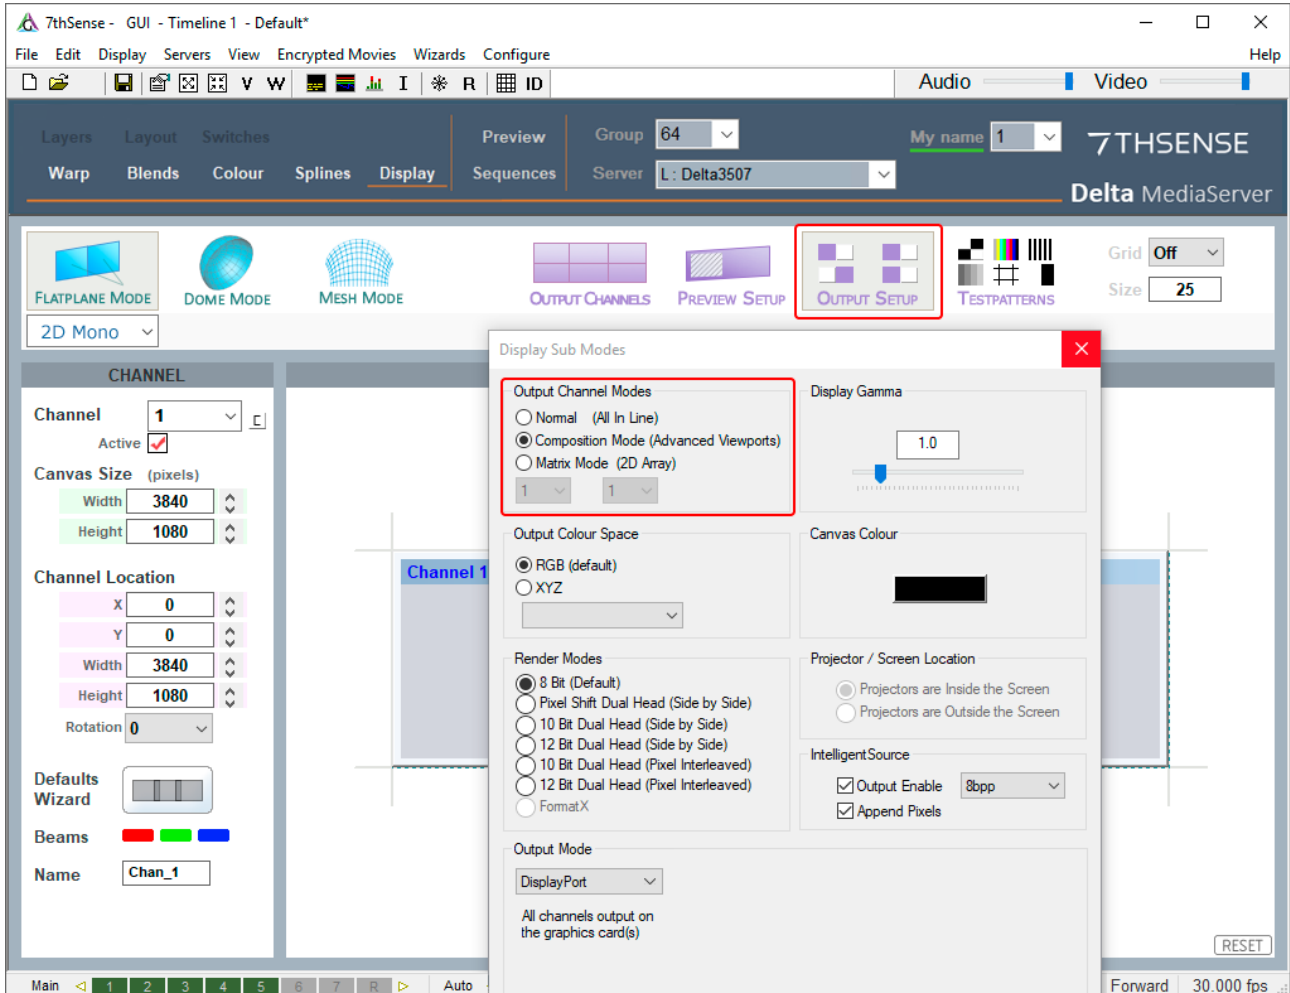 7thSense - GUI - Timeline 1 - Default*
File Edit Display Servers View Encrypted Movies Wizards Configure Help
V W I R ID Audio Video
Layers Layout Switches Preview Group 64 My name 1 7THSENSE
Warp Blends Colour Splines Display Sequences Server L : Delta3507
Delta MediaServer
FLATPLANE MODE DOME MODE MESH MODE OUTPUT CHANNELS PREVIEW SETUP OUTPUT SETUP TESTPATTERNS
Grid Off
Size 25
2D Mono
CHANNEL
Channel 1
Active
Canvas Size (pixels)
Width 3840
Height 1080
Channel Location
X 0
Y 0
Width 3840
Height 1080
Rotation 0
Defaults
Wizard
Beams
Name Chan_1
Channel 1
Display Sub Modes
Output Channel Modes
Normal (All In Line)
Composition Mode (Advanced Viewports)
Matrix Mode (2D Array)
1 1
Display Gamma
1.0
Output Colour Space
RGB (default)
XYZ
Canvas Colour
Render Modes
8 Bit (Default)
Pixel Shift Dual Head (Side by Side)
10 Bit Dual Head (Side by Side)
12 Bit Dual Head (Side by Side)
10 Bit Dual Head (Pixel Interleaved)
12 Bit Dual Head (Pixel Interleaved)
FormatX
Projector / Screen Location
Projectors are Inside the Screen
Projectors are Outside the Screen
IntelligentSource
Output Enable 8bpp
Append Pixels
Output Mode
DisplayPort
All channels output on
the graphics card(s)
RESET
Main 1 2 3 4 5 6 7 R Auto Forward 30.000 fps